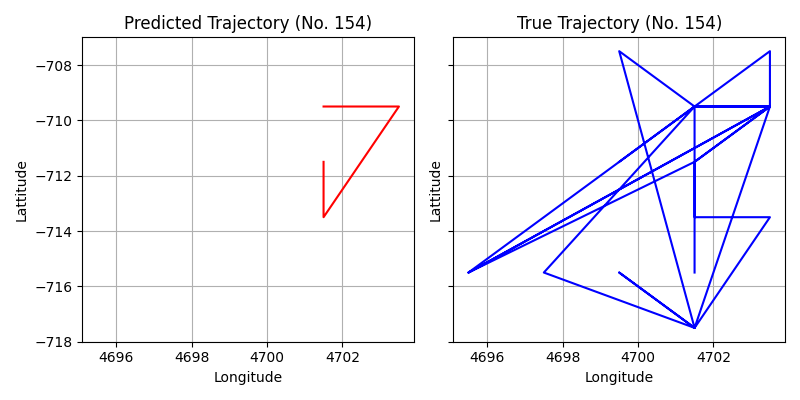 Predicted Trajectory (No. 154)
True Trajectory (No. 154)
Lattitude
−708
−710
−712
−714
−716
−718
4696
4698
4700
4702
Longitude
Lattitude
4696
4698
4700
4702
Longitude